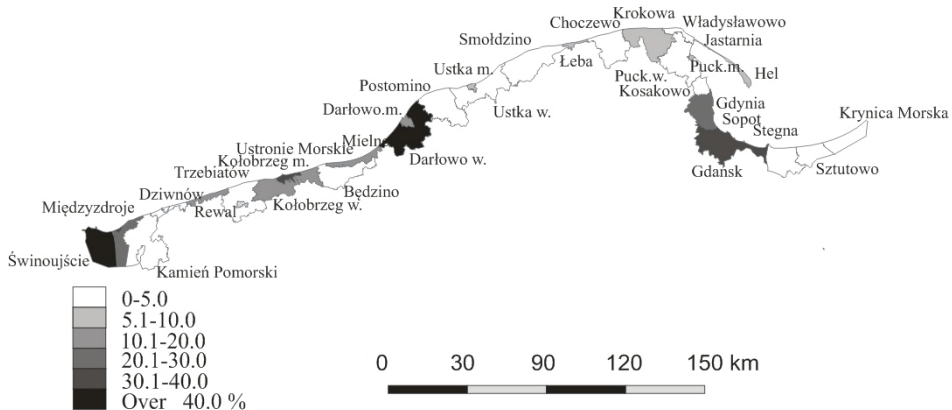 Krokowa
Choczewo
Władysławowo
Smołdzino
Jastarnia
Łeba
Puck.m.
Ustka m.
Puck.w.
Hel
Postomino
Kosakowo
Darłowo.m.
Ustka w.
Gdynia
Krynica Morska
Sopot
Stegna
Mieln
Ustronie Morskie
Darłowo w.
Kołobrzeg m.
Gdańsk
Sztutowo
Trzebiatów
Będzino
Dziwnów
Kołobrzeg w.
Rewal
Międzyzdroje
Świnoujście
Kamień Pomorski
0-5.0
5.1-10.0
10.1-20.0
20.1-30.0
30.1-40.0
Over 40.0 %
0 30 90 120 150 km